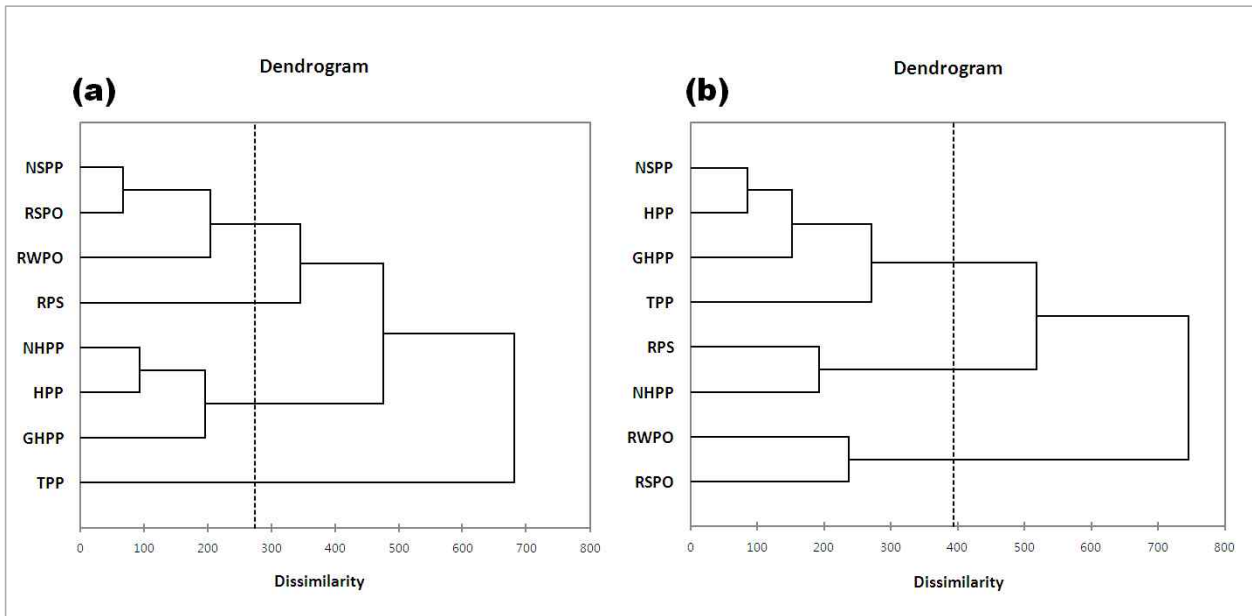 Dendrogram
(a)
NSPP
RSPO
RWPO
RPS
NHPP
HPP
GHPP
TPP
0 100 200 300 400 500 600 700 800
Dissimilarity
Dendrogram
(b)
NSPP
HPP
GHPP
TPP
RPS
NHPP
RWPO
RSPO
0 100 200 300 400 500 600 700 800
Dissimilarity